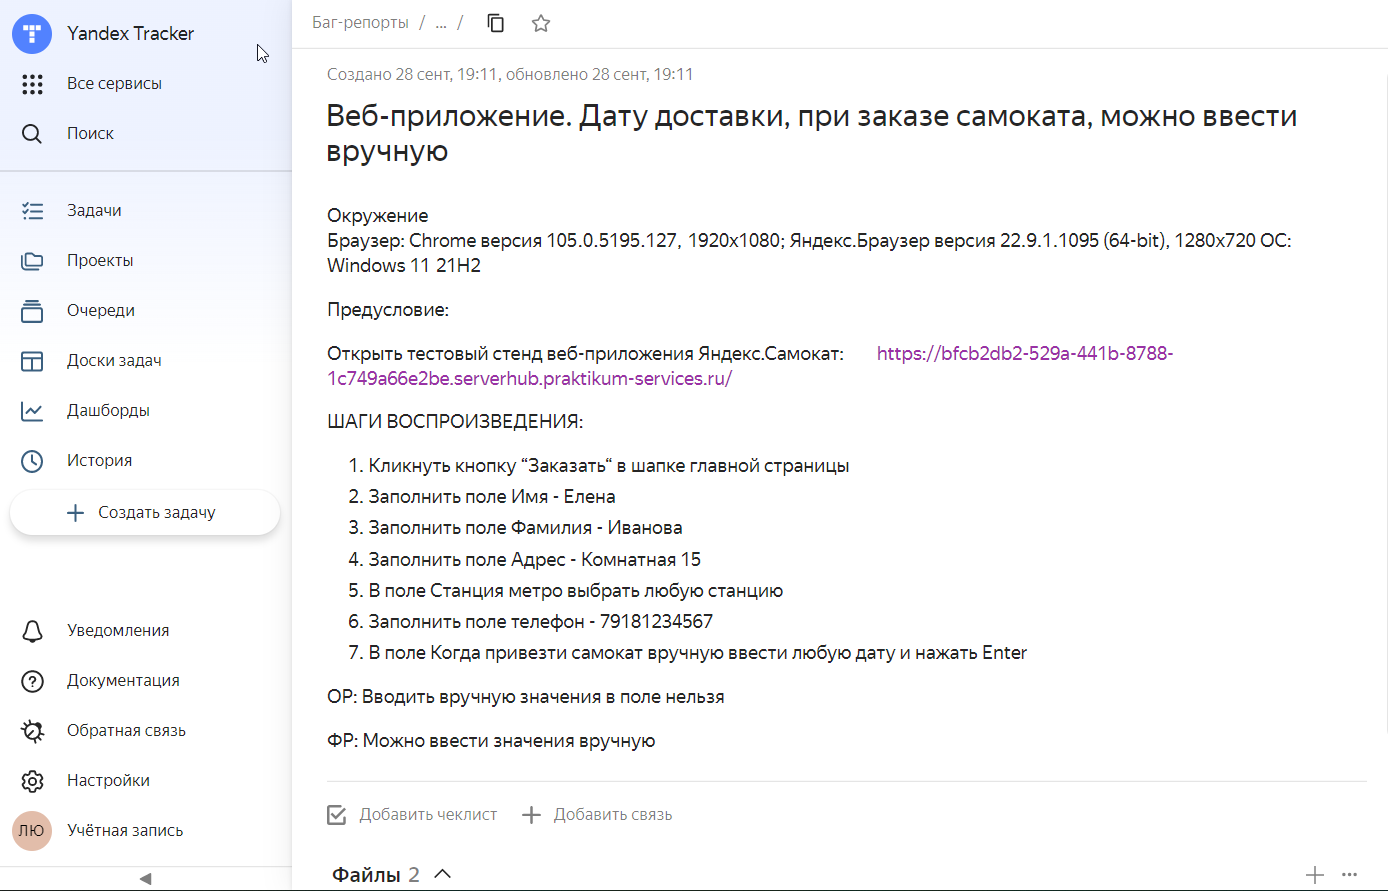 Yandex Tracker
Все сервисы
Поиск
Задачи
Проекты
Очереди
Доски задач
Дашборды
История
Создать задачу
Уведомления
Документация
Обратная связь
Настройки
ЛЮ Учётная запись
Баг-репорты / ... /
Создано 28 сент, 19:11, обновлено 28 сент, 19:11
Веб-приложение. Дату доставки, при заказе самоката, можно ввести
вручную
Окружение
Браузер: Chrome версия 105.0.5195.127, 1920x1080; Яндекс.Браузер версия 22.9.1.1095 (64-bit), 1280x720 ОС:
Windows 11 21H2
Предусловие:
Открыть тестовый стенд веб-приложения Яндекс.Самокат: https://bfcb2db2-529a-441b-8788-
1c749a66e2be.serverhub.praktikum-services.ru/
ШАГИ ВОСПРОИЗВЕДЕНИЯ:
1. Кликнуть кнопку “Заказать“ в шапке главной страницы
2. Заполнить поле Имя - Елена
3. Заполнить поле Фамилия - Иванова
4. Заполнить поле Адрес - Комнатная 15
5. В поле Станция метро выбрать любую станцию
6. Заполнить поле телефон - 79181234567
7. В поле Когда привезти самокат вручную ввести любую дату и нажать Enter
ОР: Вводить вручную значения в поле нельзя
ФР: Можно ввести значения вручную
Добавить чеклист
Добавить связь
Файлы 2